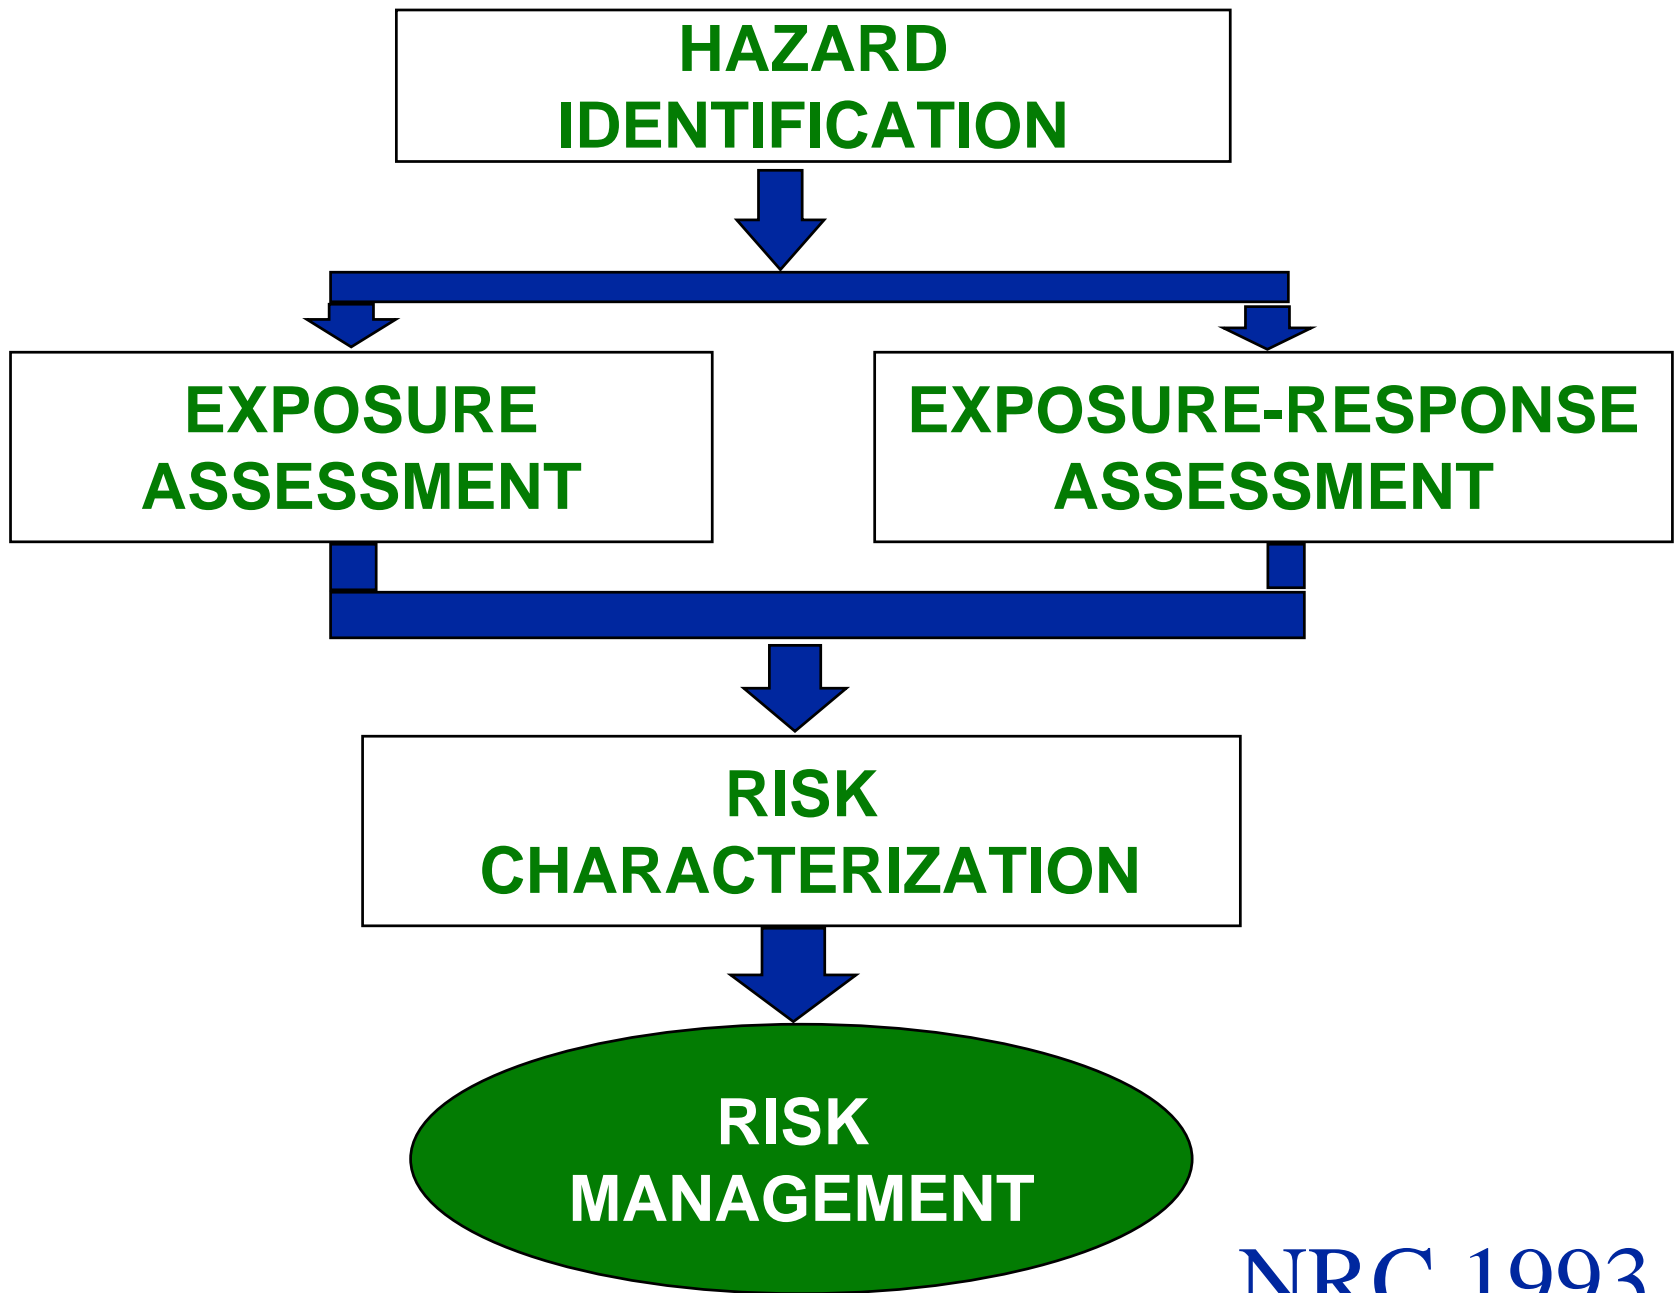 HAZARD
IDENTIFICATION
EXPOSURE
ASSESSMENT
EXPOSURE-RESPONSE
ASSESSMENT
RISK
CHARACTERIZATION
RISK
MANAGEMENT
NRC 1993